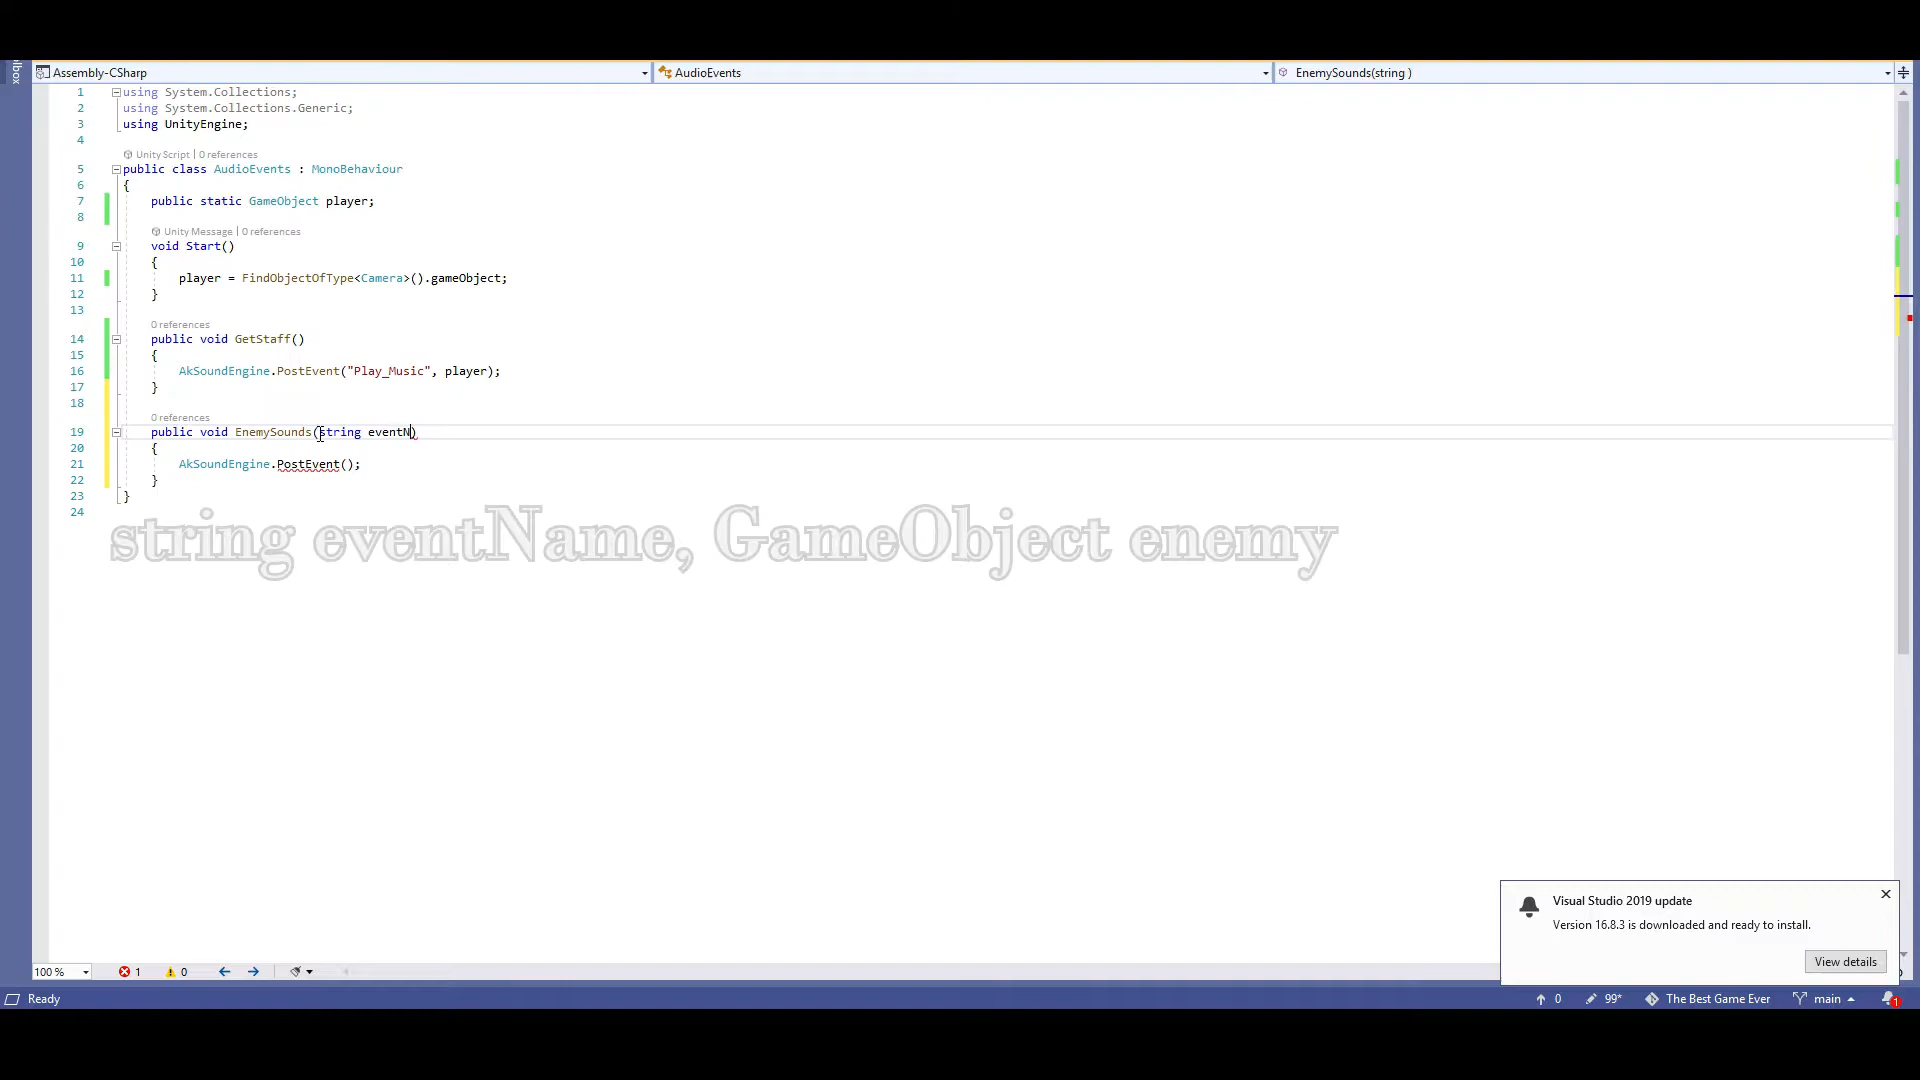 Assembly-CSharp
AudioEvents
EnemySounds(string )
1 using System.Collections;
2 using System.Collections.Generic;
3 using UnityEngine;
4
Unity Script | 0 references
5 public class AudioEvents : MonoBehaviour
6 {
7 public static GameObject player;
8
Unity Message | 0 references
9 void Start()
10 {
11 player = FindObjectOfType<Camera>().gameObject;
12 }
13
0 references
14 public void GetStaff()
15 {
16 AkSoundEngine.PostEvent("Play_Music", player);
17 }
18
0 references
19 public void EnemySounds(string eventN)
20 {
21 AkSoundEngine.PostEvent();
22 }
23 }
24
string eventName, GameObject enemy
Visual Studio 2019 update
Version 16.8.3 is downloaded and ready to install.
View details
100 %
1
0
Ready
0
99*
The Best Game Ever
main
1